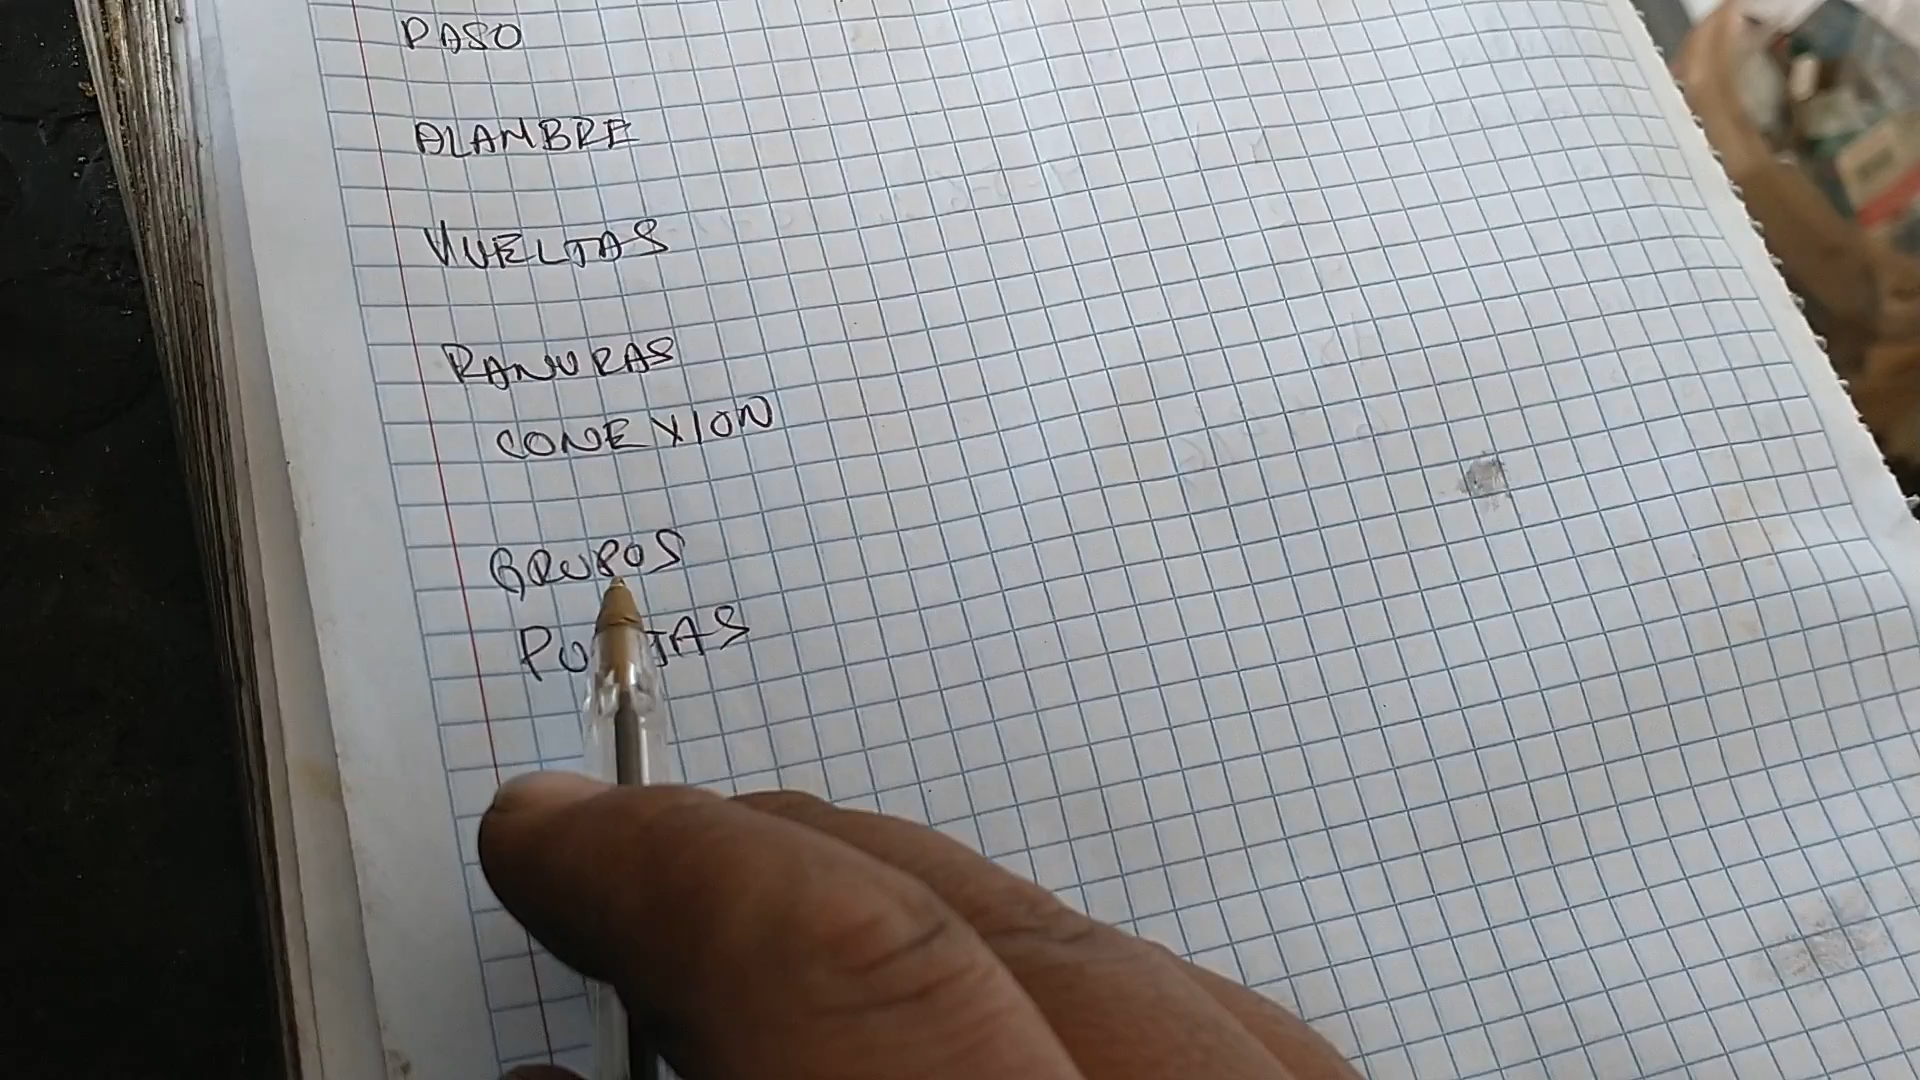 PASO
ALAMBRE
VUELTAS
RANURAS
CONEXION
GRUPOS